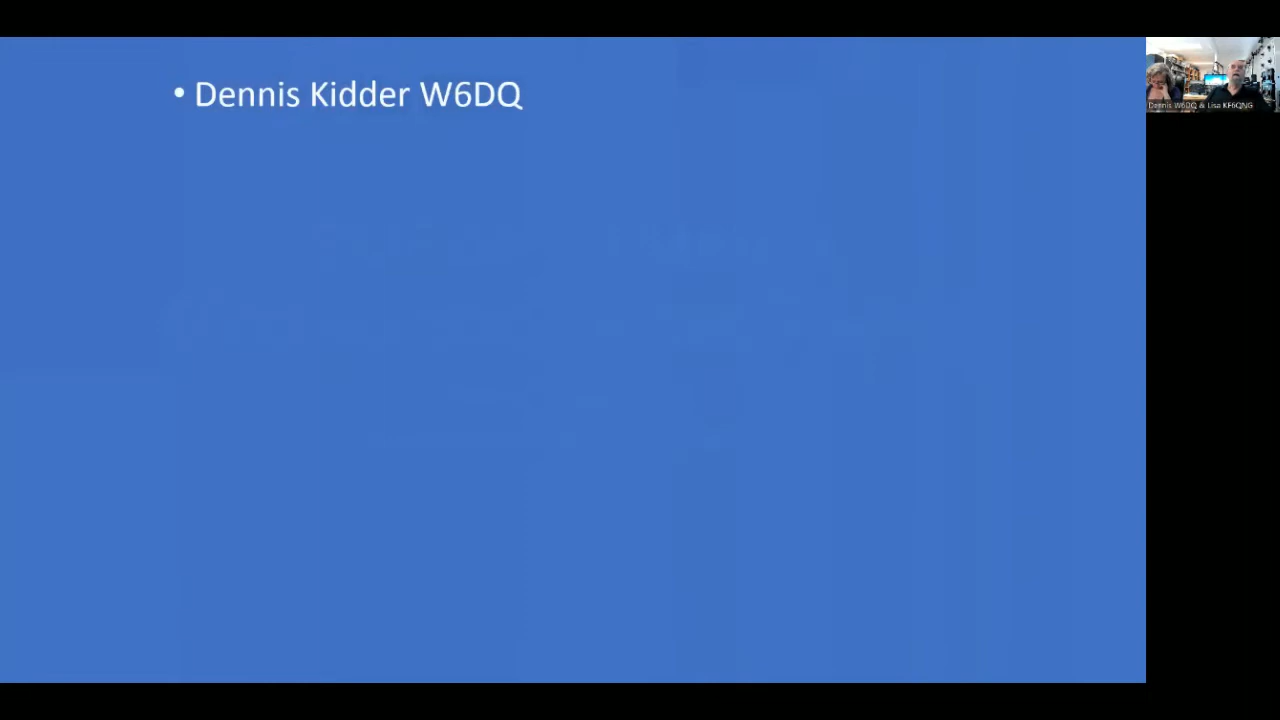 • Dennis Kidder W6DQ
Dennis W6DQ & Lisa KF6QNG